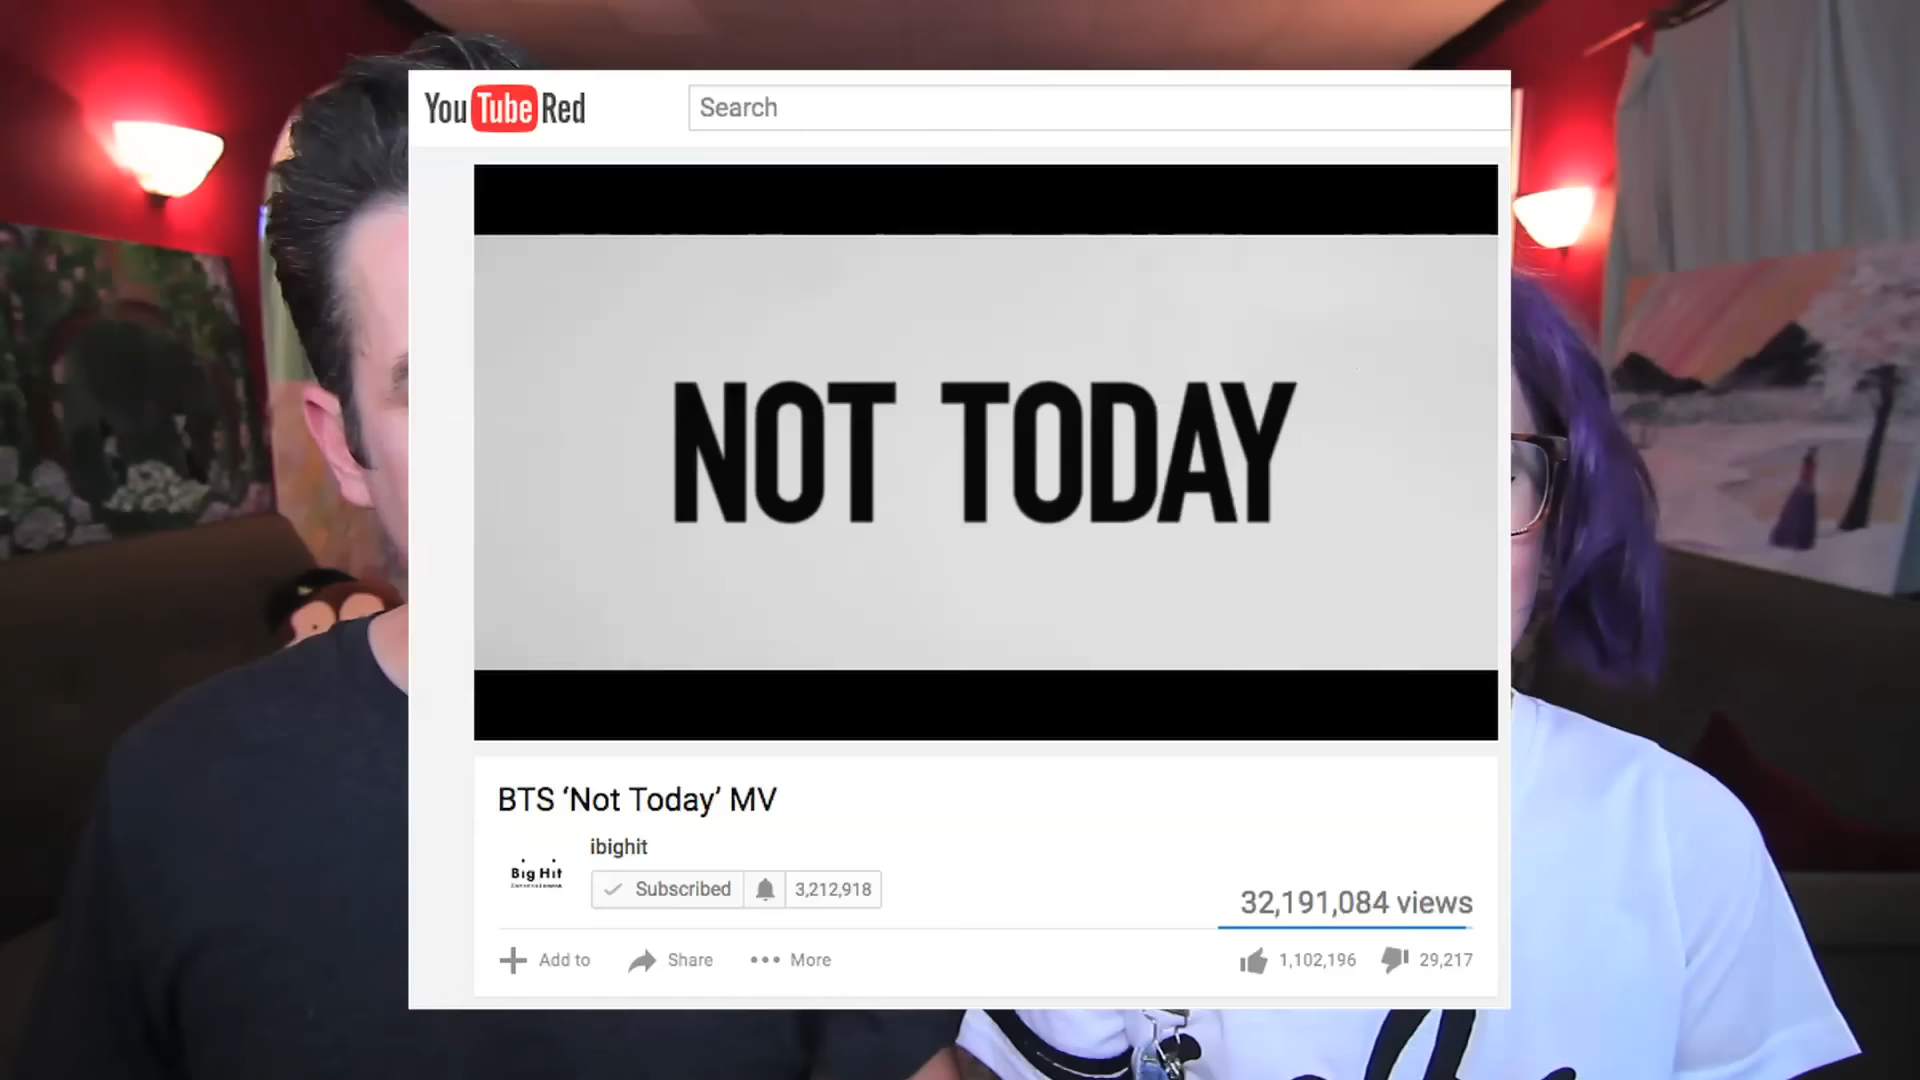 YouTube Red
Search
NOT TODAY
BTS ‘Not Today’ MV
ibighit
Big Hit
Subscribed 3,212,918
32,191,084 views
Add to Share More
1,102,196 29,217